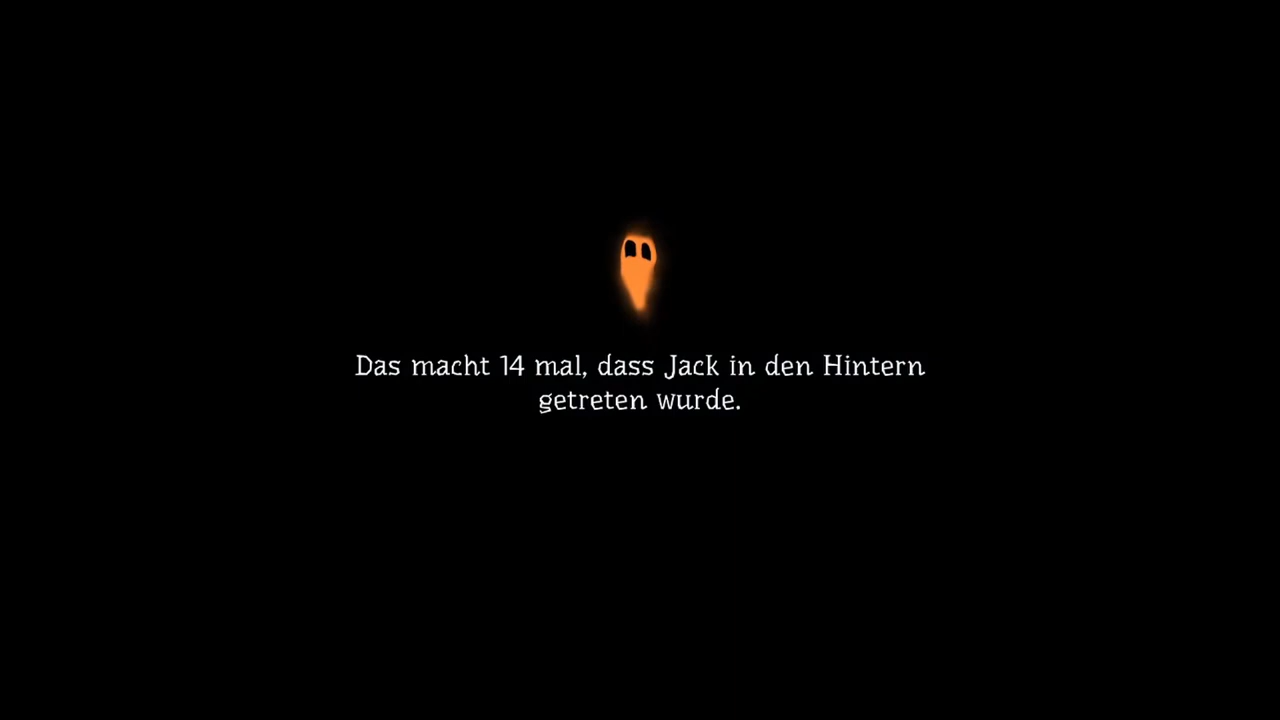 Das macht 14 mal, dass Jack in den Hintern
getreten wurde.